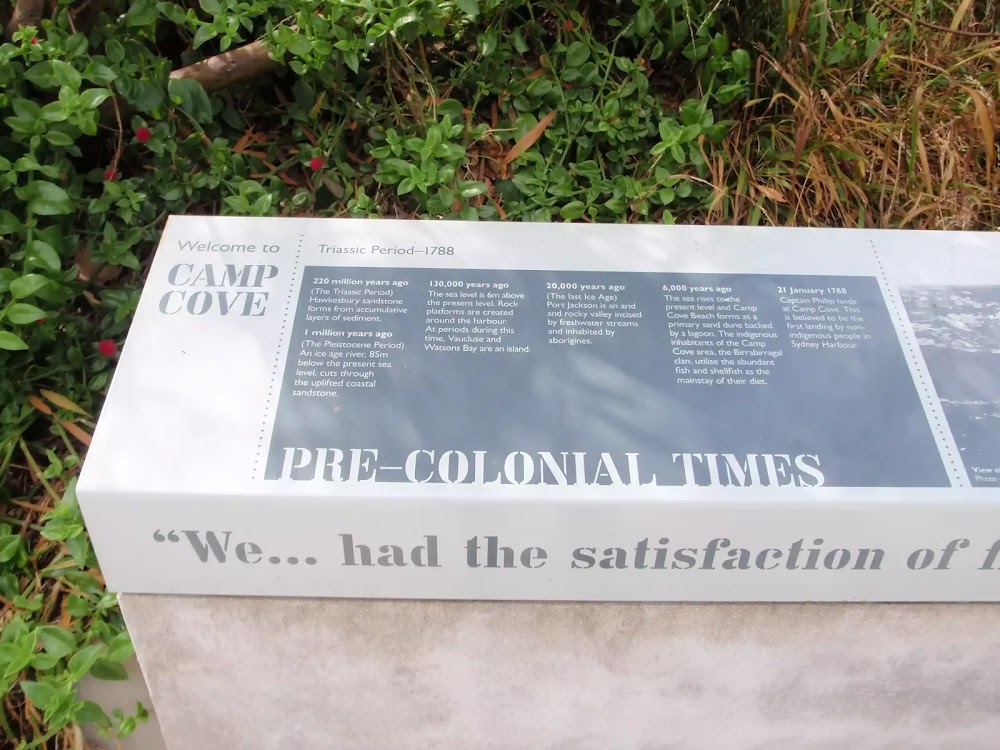 Welcome to
CAMP
COVE
Triassic Period–1788
220 million years ago
(The Triassic Period)
Hawkesbury sandstone
forms from accumulative
layers of sediment.
1 million years ago
(The Pleistocene Period)
An ice age river, 85m
below the present sea
level, cuts through
the uplifted coastal
sandstone.
130,000 years ago
The sea level is 6m above
the present level. Rock
platforms are created
around the harbour.
At periods during this
time, Vaucluse and
Watsons Bay are an island.
20,000 years ago
(The last Ice Age)
Port Jackson is an arid
and rocky valley incised
by freshwater streams
and inhabited by
aborigines.
6,000 years ago
The sea rises to the
present level and Camp
Cove Beach forms as a
primary sand dune backed
by a lagoon. The indigenous
inhabitants of the Camp
Cove area, the Birrabirragal
clan, utilise the abundant
fish and shellfish as the
mainstay of their diet.
21 January 1788
Captain Phillip lands
at Camp Cove. This
is believed to be the
first landing by non-
indigenous people in
Sydney Harbour.
PRE–COLONIAL TIMES
View
Photo
“We... had the satisfaction of